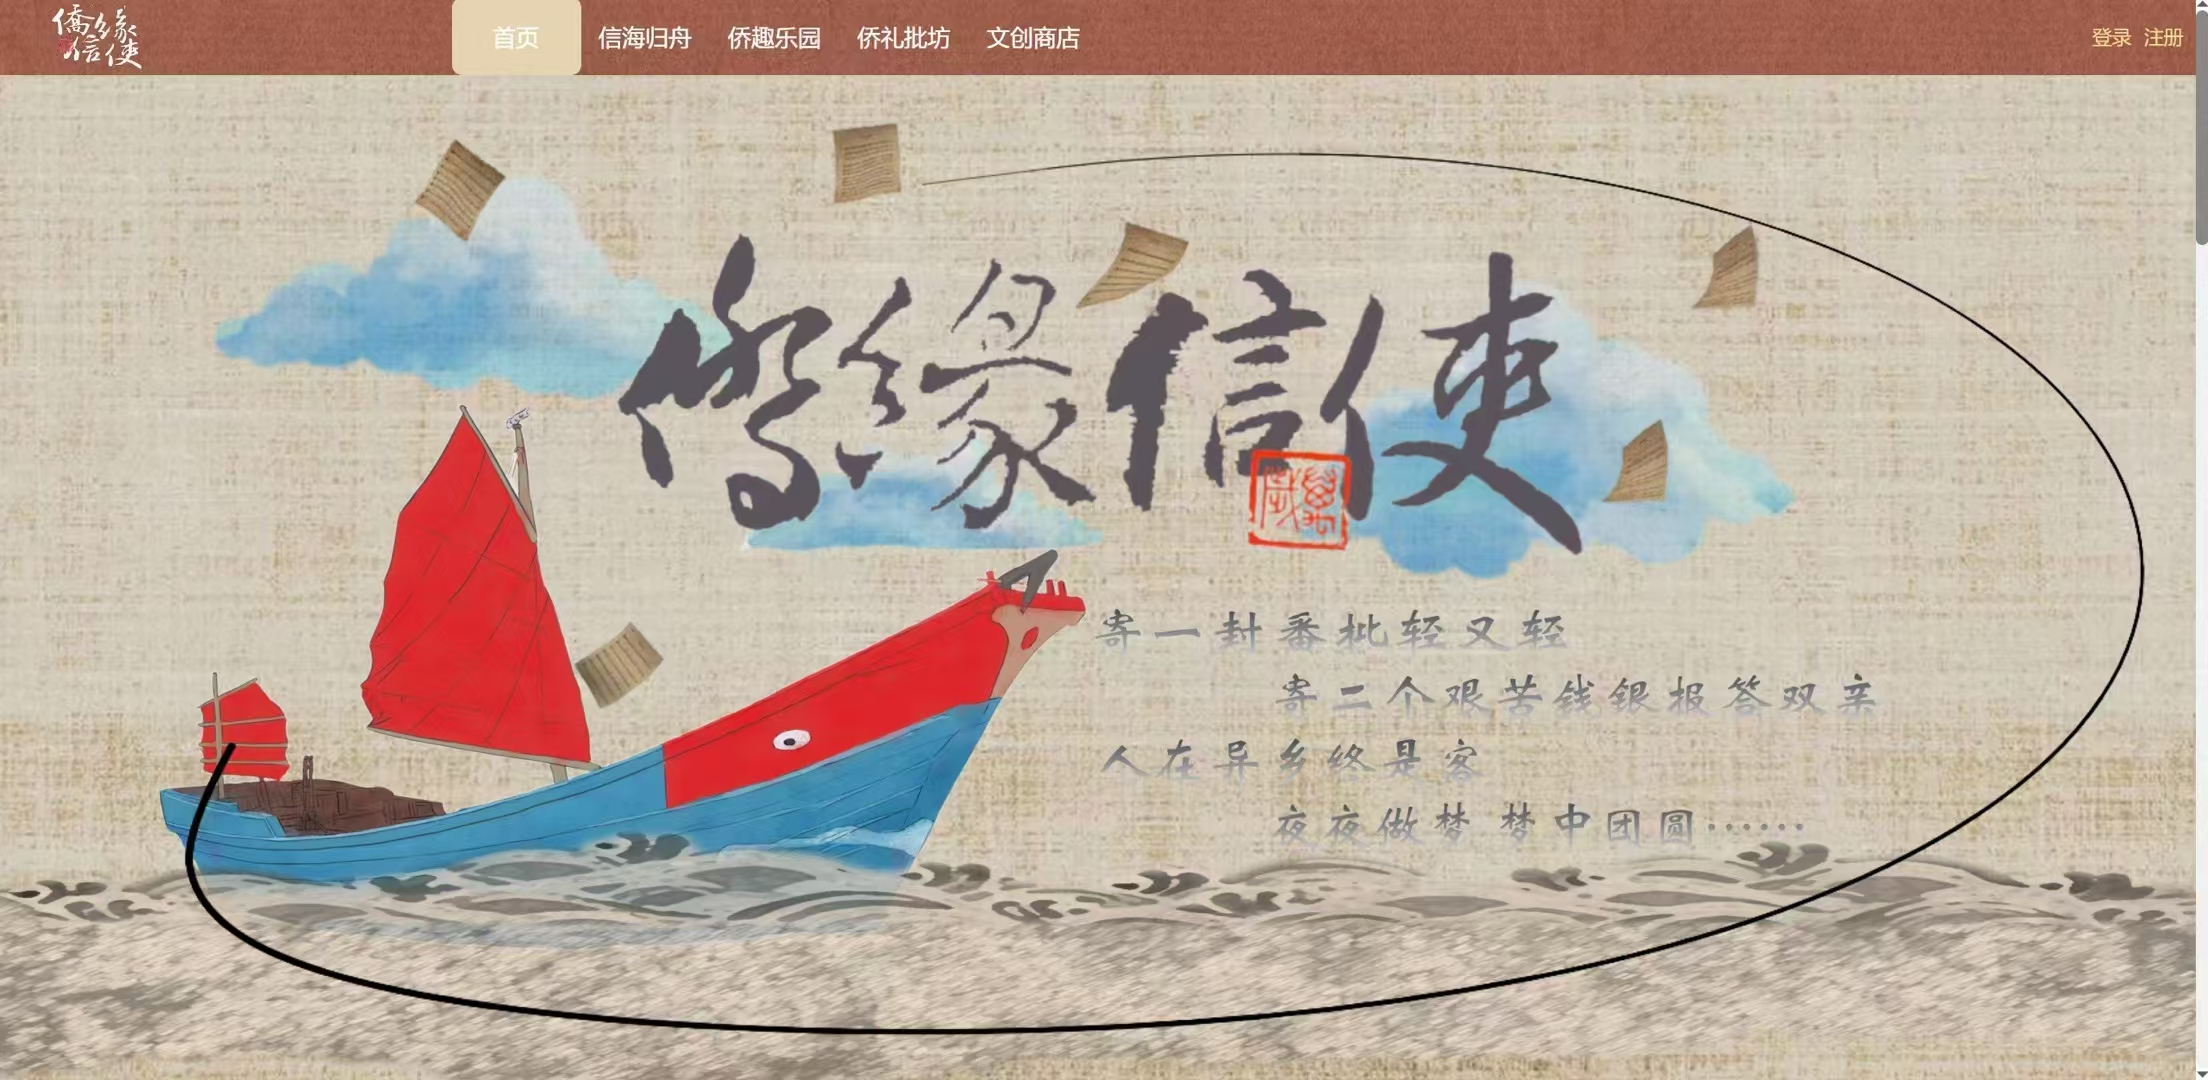 僑缘
信使
首页 信海归舟 侨趣乐园 侨礼批坊 文创商店
登录 注册
僑緣信使
寄一封番批轻又轻
寄二个艰苦钱银报答双亲
人在异乡终是客
夜夜做梦 梦中团圆……